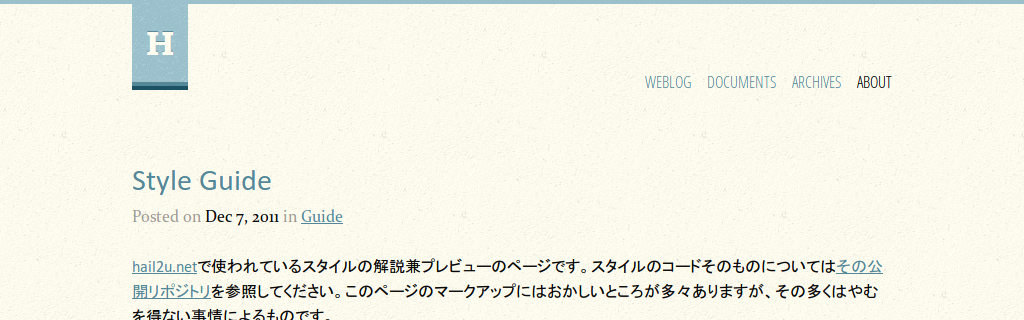 H
WEBLOG DOCUMENTS ARCHIVES ABOUT
Style Guide
Posted on Dec 7, 2011 in Guide
hail2u.netで使われているスタイルの解説兼プレビューのページです。スタイルのコードそのものについてはその公
開リポジトリを参照してください。このページのマークアップにはおかしいところが多々ありますが、その多くはやむ
を得ない事情によるものです。